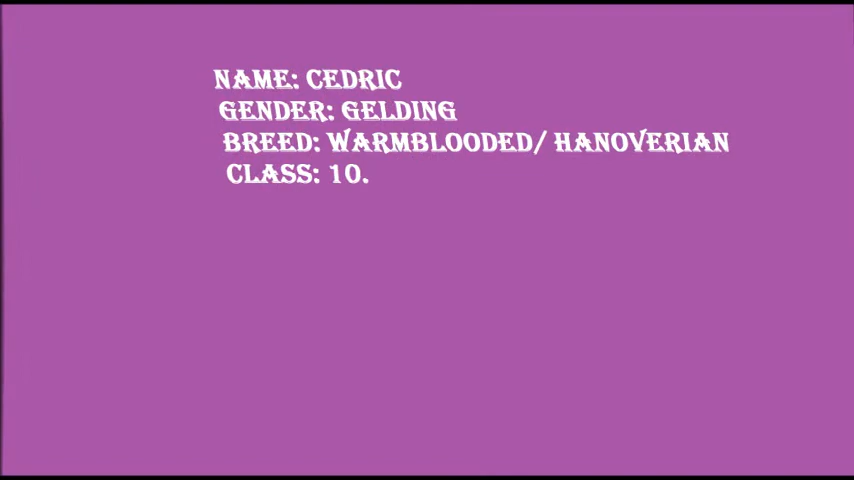 NAME: CEDRIC
GENDER: GELDING
BREED: WARMBLOODED/ HANOVERIAN
CLASS: 10.